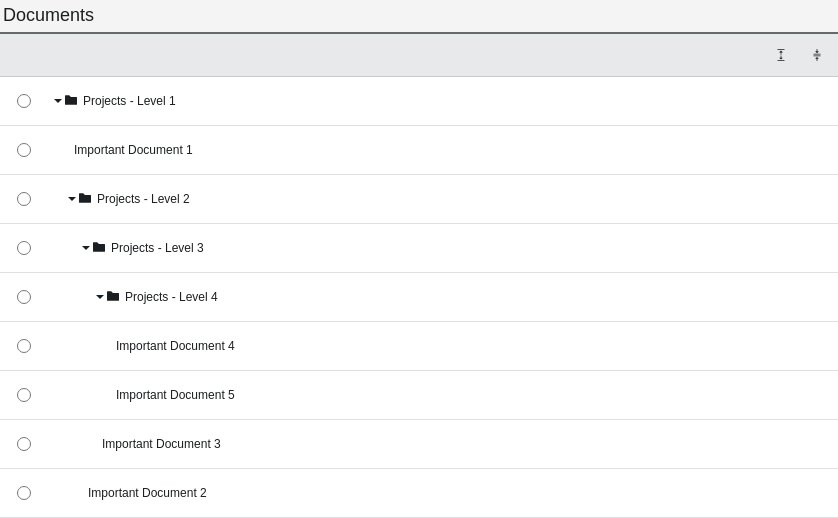 Documents
Projects - Level 1
Important Document 1
Projects - Level 2
Projects - Level 3
Projects - Level 4
Important Document 4
Important Document 5
Important Document 3
Important Document 2